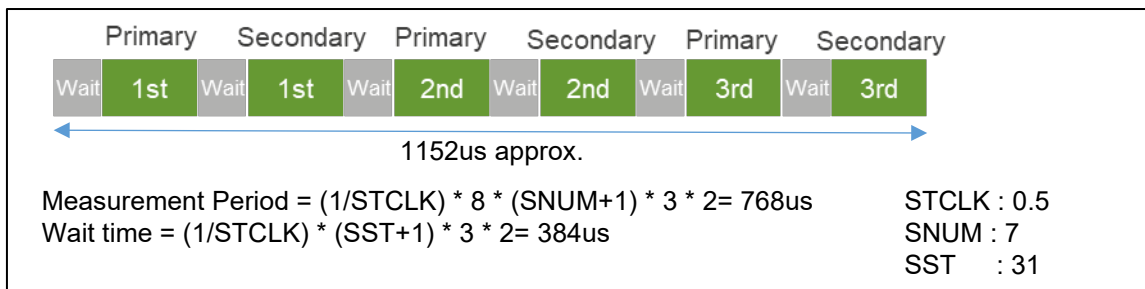 Primary Secondary Primary Secondary Primary Secondary
Wait 1st Wait 1st Wait 2nd Wait 2nd Wait 3rd Wait 3rd
1152us approx.
Measurement Period = (1/STCLK) * 8 * (SNUM+1) * 3 * 2= 768us
Wait time = (1/STCLK) * (SST+1) * 3 * 2= 384us
STCLK : 0.5
SNUM : 7
SST : 31